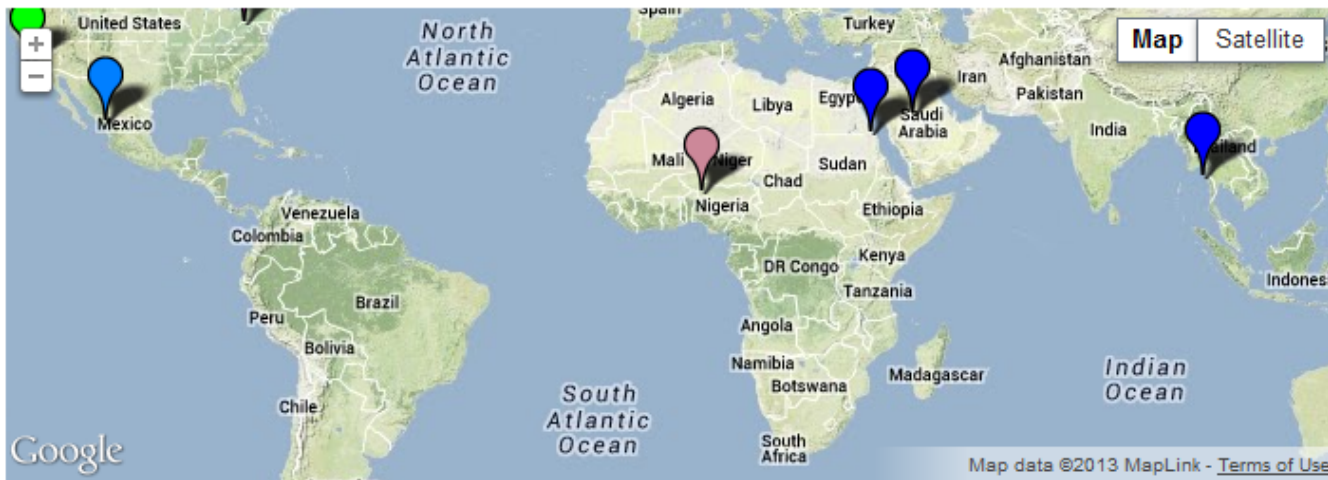 Spain
United States
Turkey
Map
Satellite
+
North
Atlantic
Ocean
−
Afghanistan
Iran
Pakistan
Algeria
Libya
Egypt
Saudi
Arabia
Mexico
India
Thailand
Mali
Niger
Sudan
Chad
Nigeria
Ethiopia
Venezuela
Colombia
Kenya
DR Congo
Indones
Tanzania
Brazil
Peru
Angola
Bolivia
Namibia
Madagascar
Indian
Ocean
Botswana
South
Atlantic
Ocean
Chile
South
Africa
Google
Map data ©2013 MapLink - Terms of Use